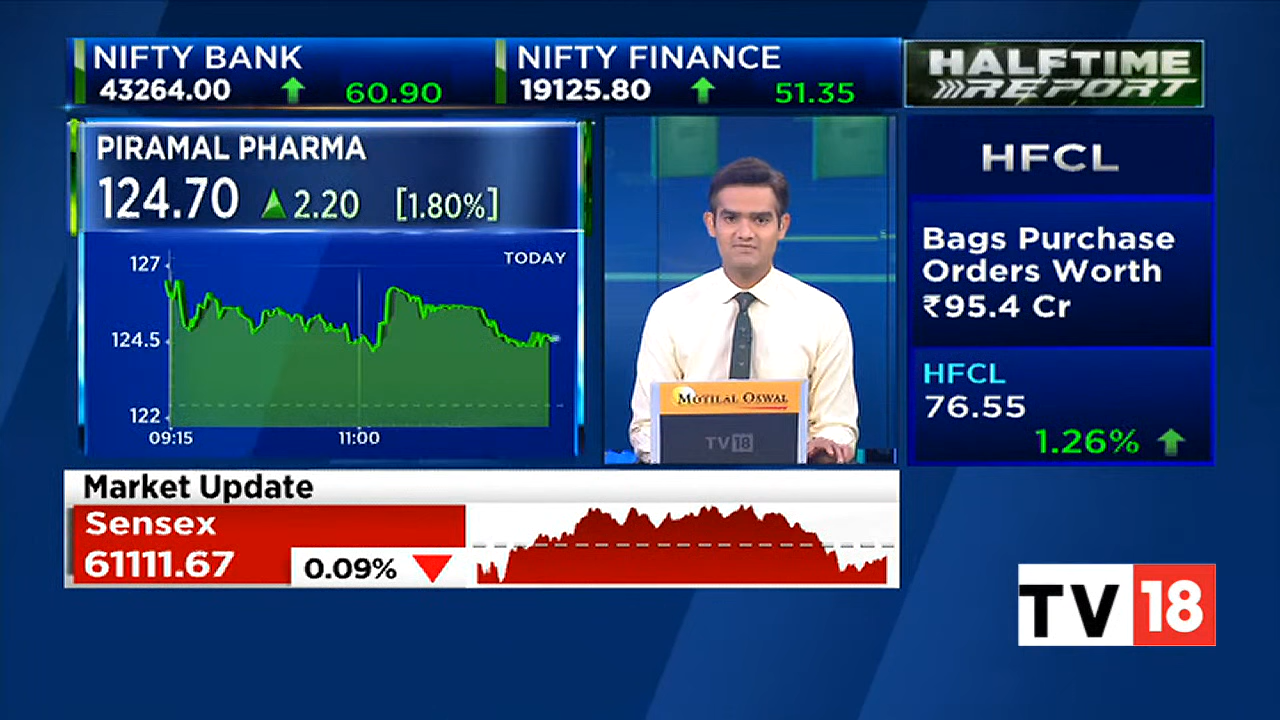 NIFTY BANK
43264.00 60.90
NIFTY FINANCE
19125.80 51.35
HALFTIME
REPORT
PIRAMAL PHARMA
124.70 2.20 [1.80%]
TODAY
127
124.5
122
09:15 11:00
MOTILAL OSWAL
TV18
HFCL
Bags Purchase
Orders Worth
₹95.4 Cr
HFCL
76.55
1.26%
Market Update
Sensex
61111.67
0.09%
TV18